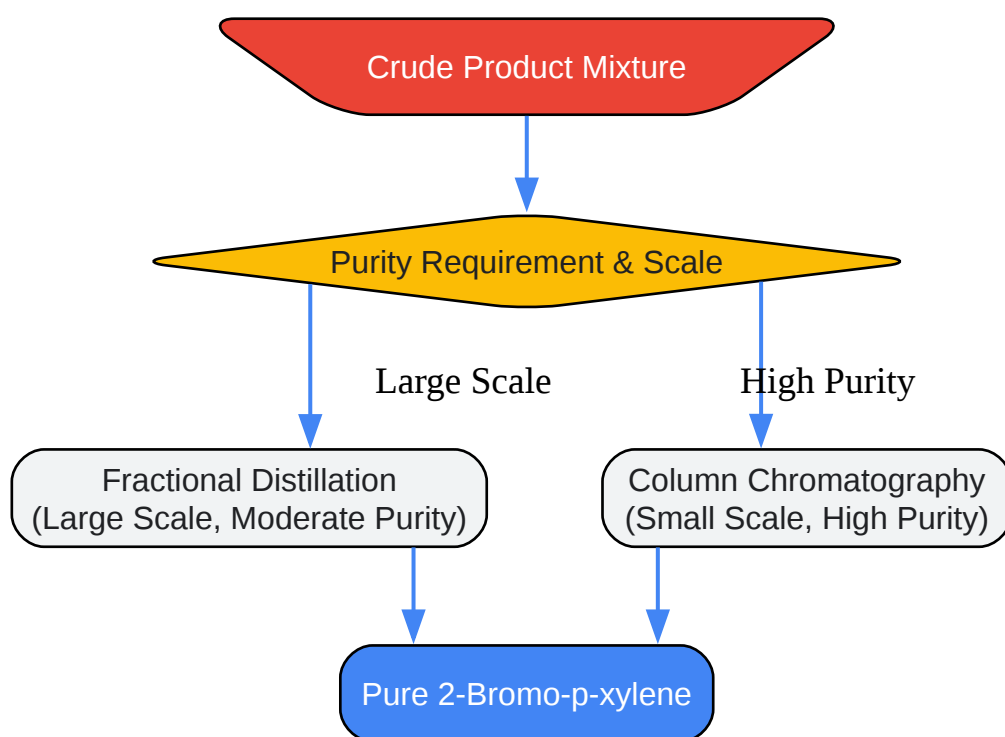 Crude Product Mixture
Purity Requirement & Scale
Large Scale
High Purity
Fractional Distillation
(Large Scale, Moderate Purity)
Column Chromatography
(Small Scale, High Purity)
Pure 2-Bromo-p-xylene